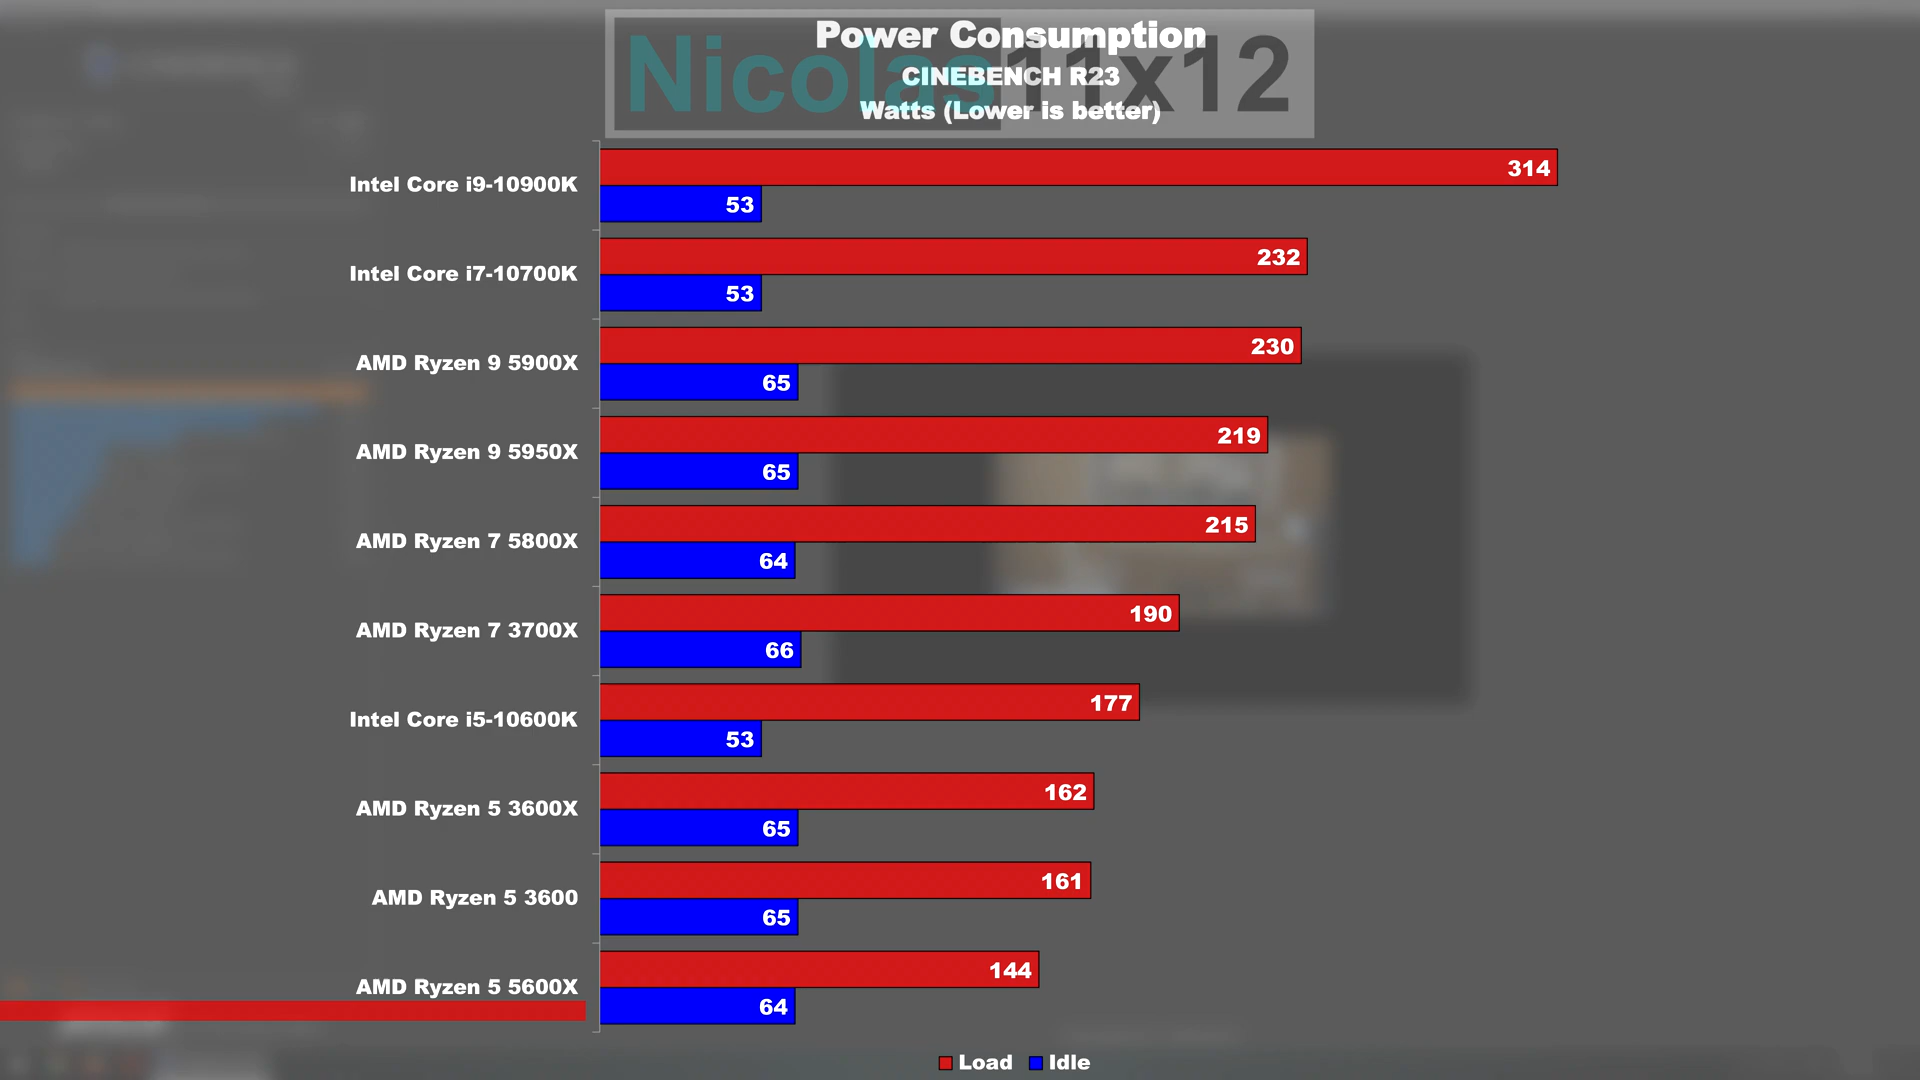 Nicolas11x12
Power Consumption
CINEBENCH R23
Watts (Lower is better)
Intel Core i9-10900K
314
53
Intel Core i7-10700K
232
53
AMD Ryzen 9 5900X
230
65
AMD Ryzen 9 5950X
219
65
AMD Ryzen 7 5800X
215
64
AMD Ryzen 7 3700X
190
66
Intel Core i5-10600K
177
53
AMD Ryzen 5 3600X
162
65
AMD Ryzen 5 3600
161
65
AMD Ryzen 5 5600X
144
64
Load Idle